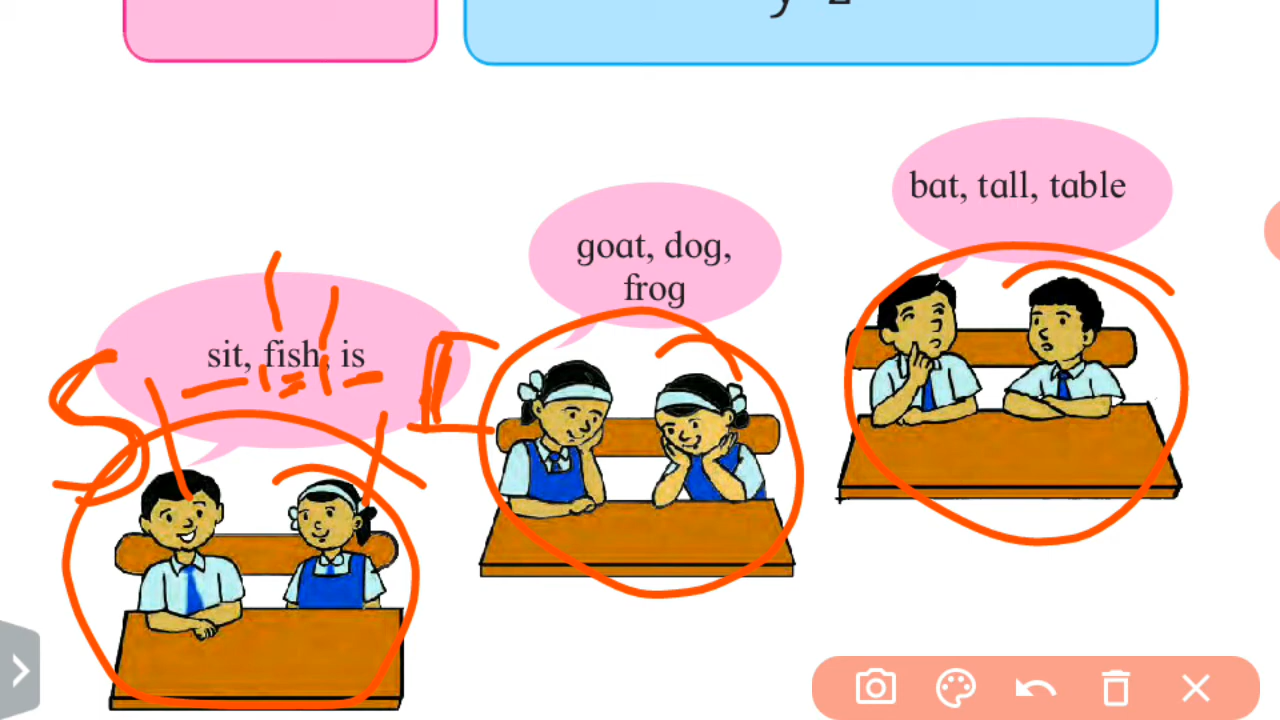 sit, fish, is
goat, dog,
frog
bat, tall, table